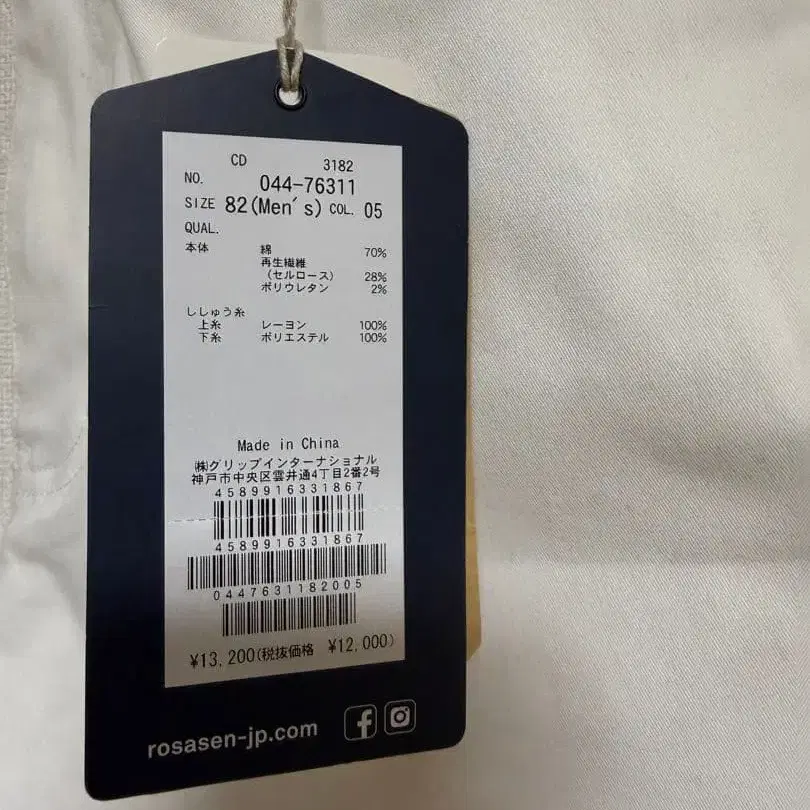 CD 3182
NO. 044-76311
SIZE 82(Men's) COL. 05
QUAL.
本体 綿 70%
再生繊維
(セルロース) 28%
ポリウレタン 2%
ししゅう糸
上糸 レーヨン 100%
下糸 ポリエステル 100%
Made in China
㈱グリップインターナショナル
神戸市中央区雲井通4丁目2番2号
4589916331867
4589916331867
0447631182005
¥13,200(税抜価格 ¥12,000)
rosasen-jp.com